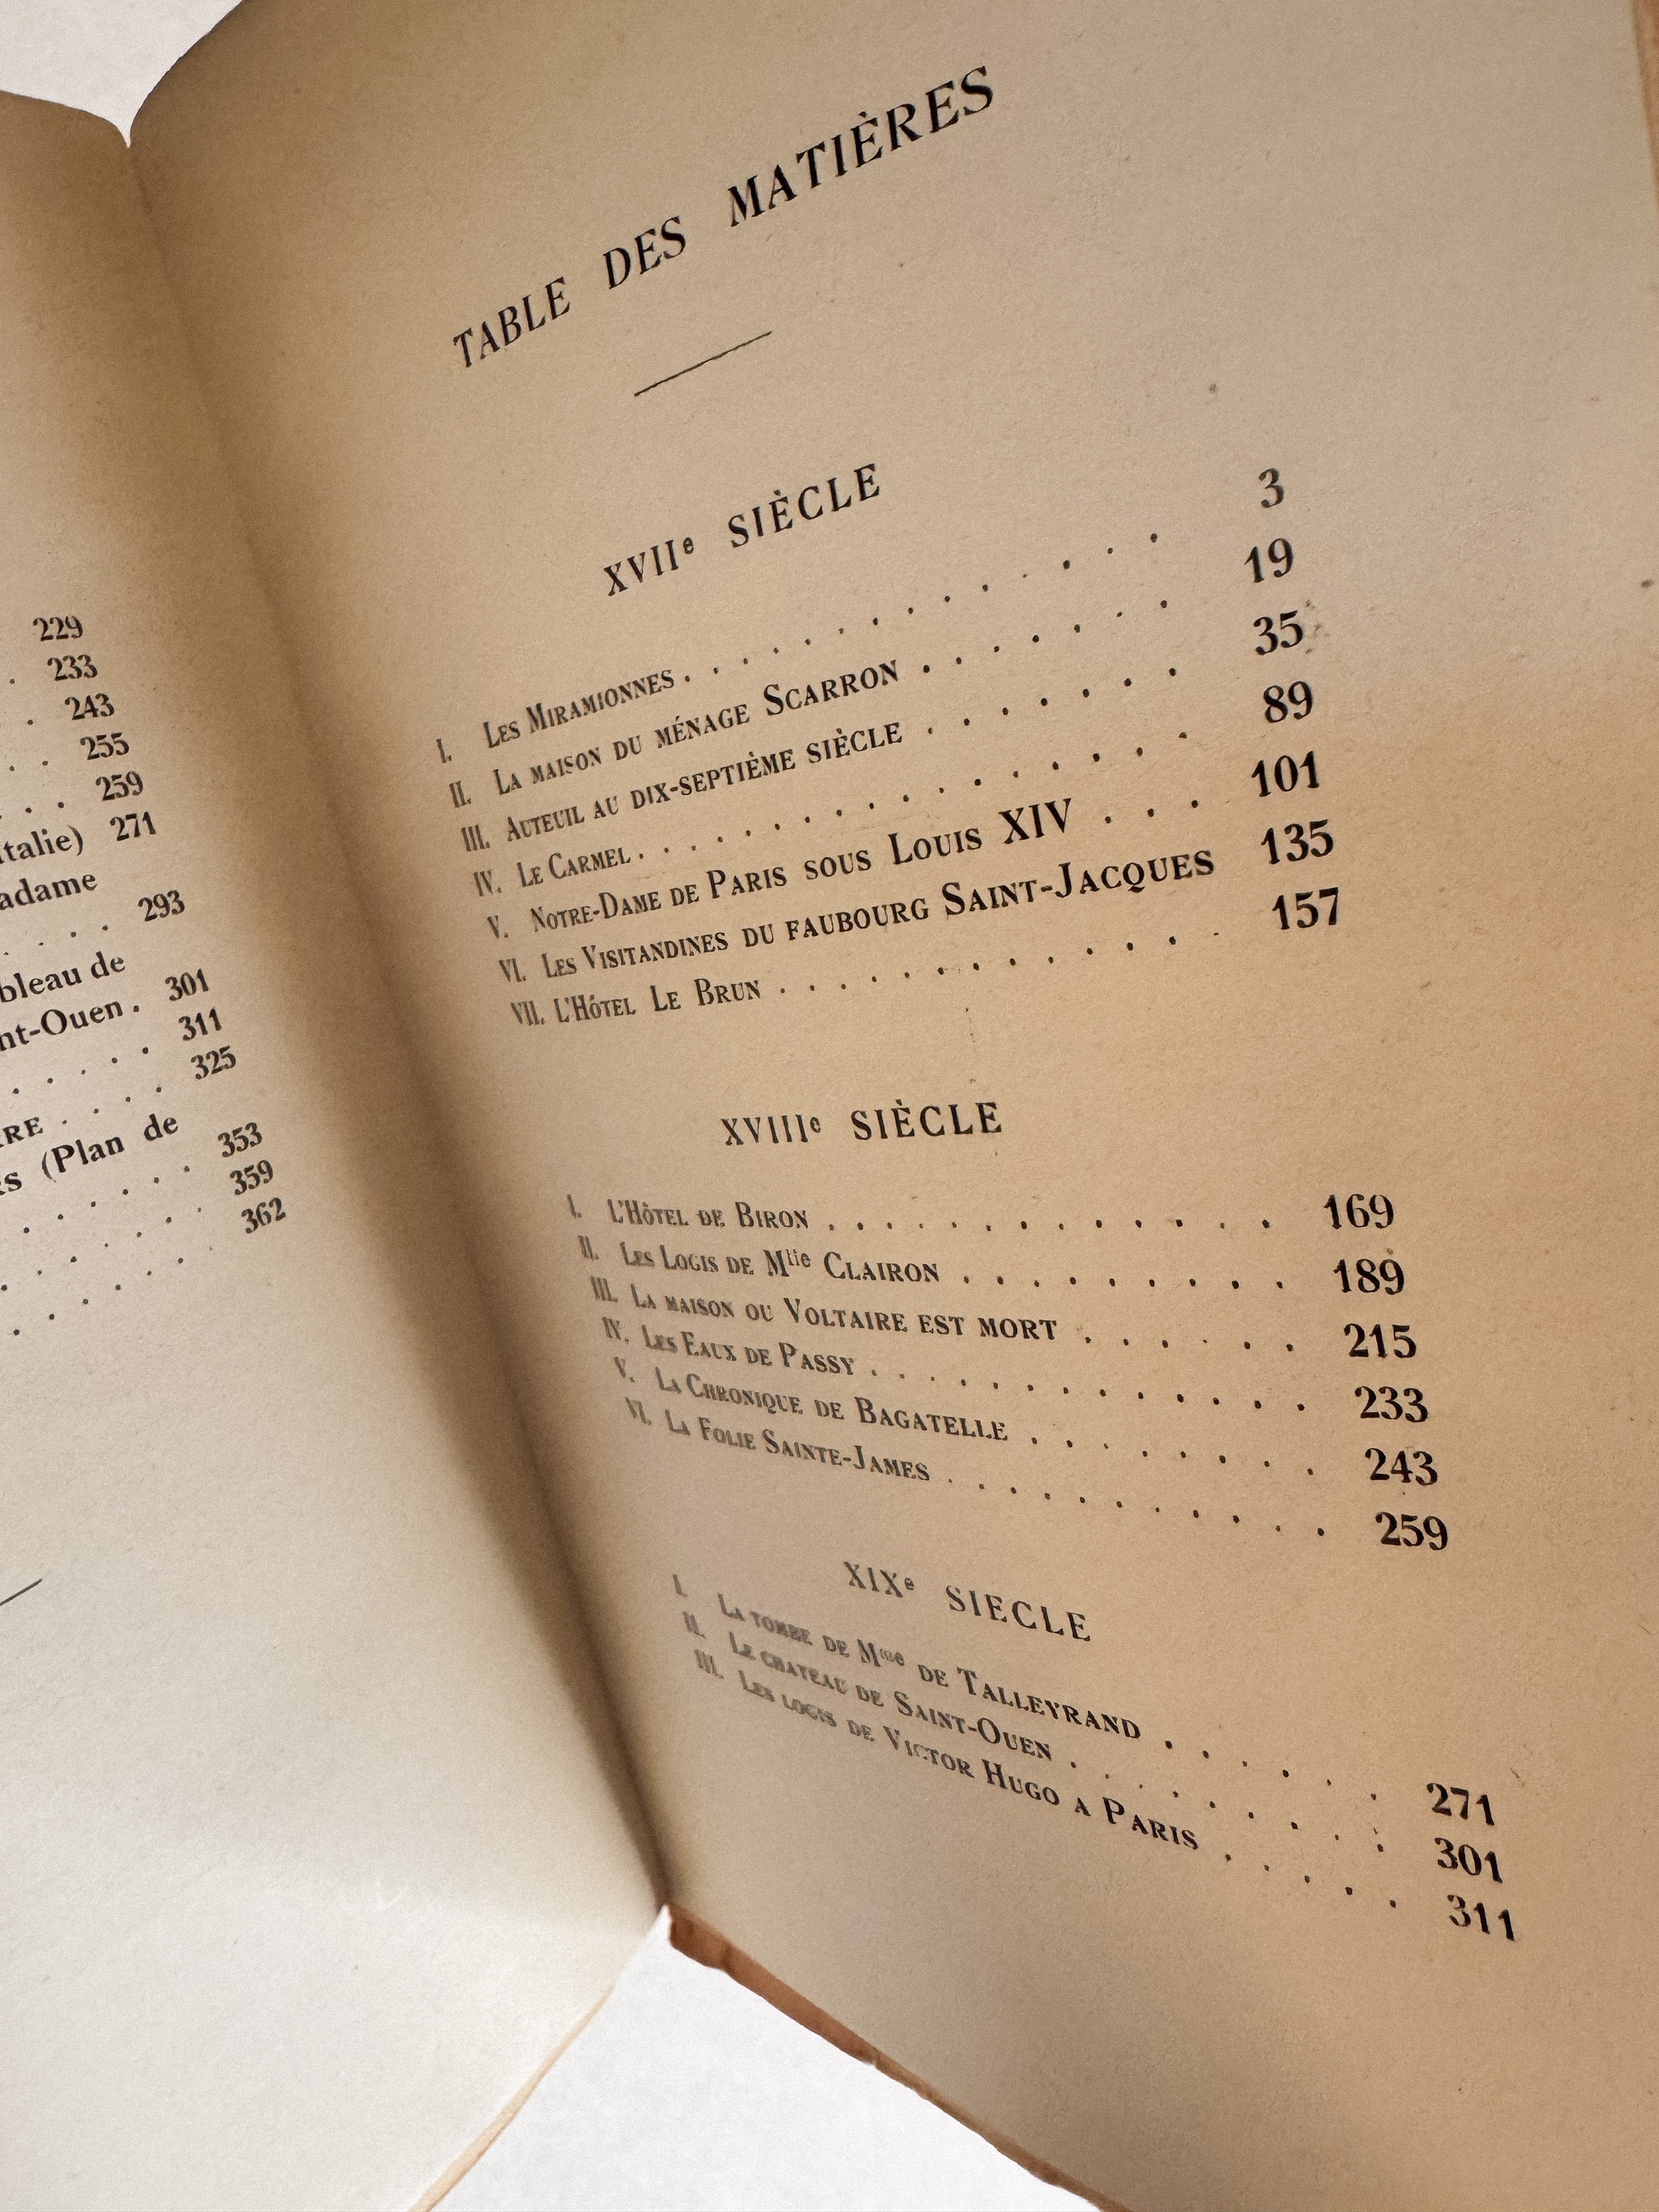 229
. 233
. . 243
. . 255
. . 259
talie) 271
adame
. . . 293
bleau de
nt-Ouen . 301
. . . . . 311
RE . . . . 325
s (Plan de
. . . . . . 353
. . . . . . 359
. . . . . . 362
TABLE DES MATIÈRES
XVIIe SIÈCLE
I. LES MIRAMIONNES . . . . . . . . . . . . . 3
II. LA MAISON DU MÉNAGE SCARRON . . . . . . . 19
III. AUTEUIL AU DIX-SEPTIÈME SIÈCLE . . . . . . . 35
IV. LE CARMEL . . . . . . . . . . . . . . 89
V. NOTRE-DAME DE PARIS SOUS LOUIS XIV . . . 101
VI. LES VISITANDINES DU FAUBOURG SAINT-JACQUES 135
VII. L'HÔTEL LE BRUN . . . . . . . . . . . . 157
XVIIIe SIÈCLE
I. L'HÔTEL DE BIRON . . . . . . . . . . . . 169
II. LES LOGIS DE Mlle CLAIRON . . . . . . . . . 189
III. LA MAISON OU VOLTAIRE EST MORT . . . . . . 215
IV. LES EAUX DE PASSY . . . . . . . . . . . . 233
V. LA CHRONIQUE DE BAGATELLE . . . . . . . . 243
VI. LA FOLIE SAINTE-JAMES . . . . . . . . . . . 259
XIXe SIECLE
I. LA TOMBE DE Mme DE TALLEYRAND . . . . . . 271
II. LE CHATEAU DE SAINT-OUEN . . . . . . . . . 301
III. LES LOGIS DE VICTOR HUGO A PARIS . . . . . 311